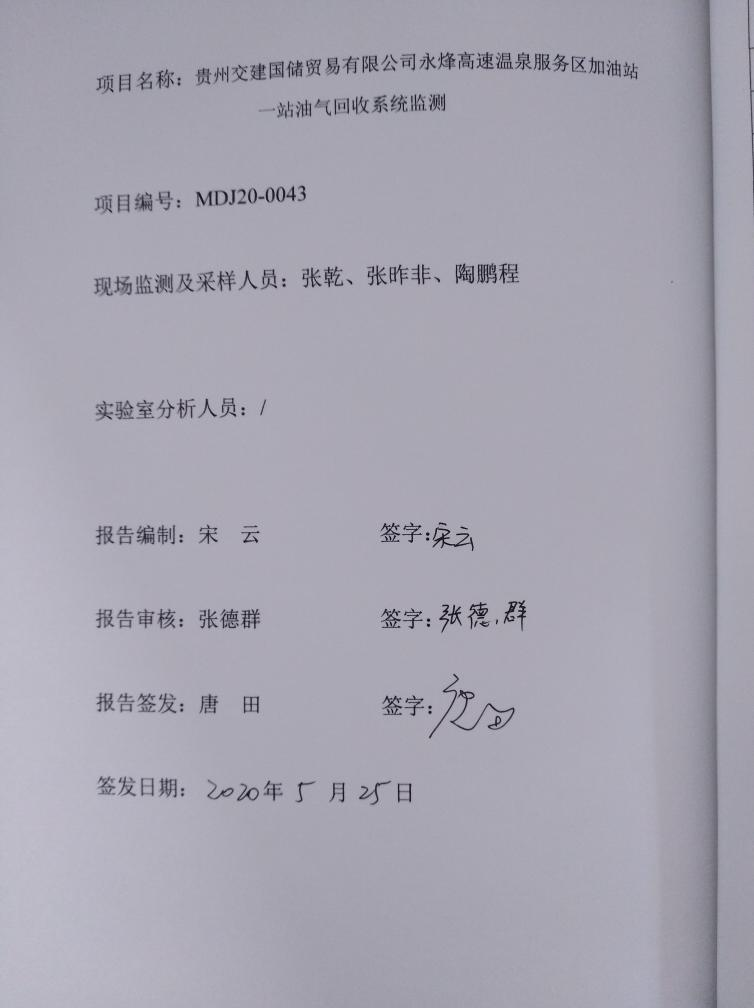 项目名称：贵州交建国储贸易有限公司永烽高速温泉服务区加油站
一站油气回收系统监测
项目编号：MDJ20-0043
现场监测及采样人员：张乾、张昨非、陶鹏程
实验室分析人员：/
报告编制：宋 云 签字：宋云
报告审核：张德群 签字：张德群
报告签发：唐 田 签字：唐田
签发日期：2020年 5 月 25日